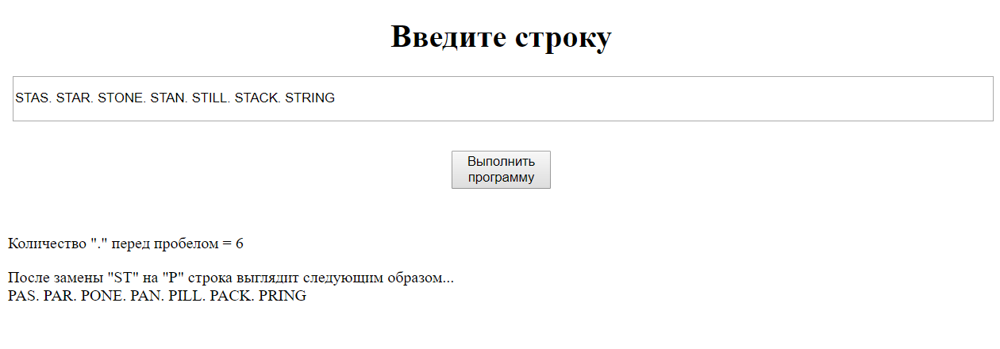 Введите строку
STAS. STAR. STONE. STAN. STILL. STACK. STRING
Выполнить
программу
Количество "." перед пробелом = 6
После замены "ST" на "P" строка выглядит следующим образом...
PAS. PAR. PONE. PAN. PILL. PACK. PRING